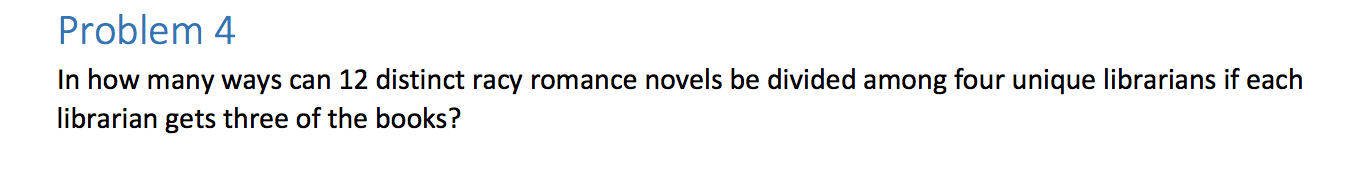 Problem 4
In how many ways can 12 distinct racy romance novels be divided among four unique librarians if each
librarian gets three of the books?